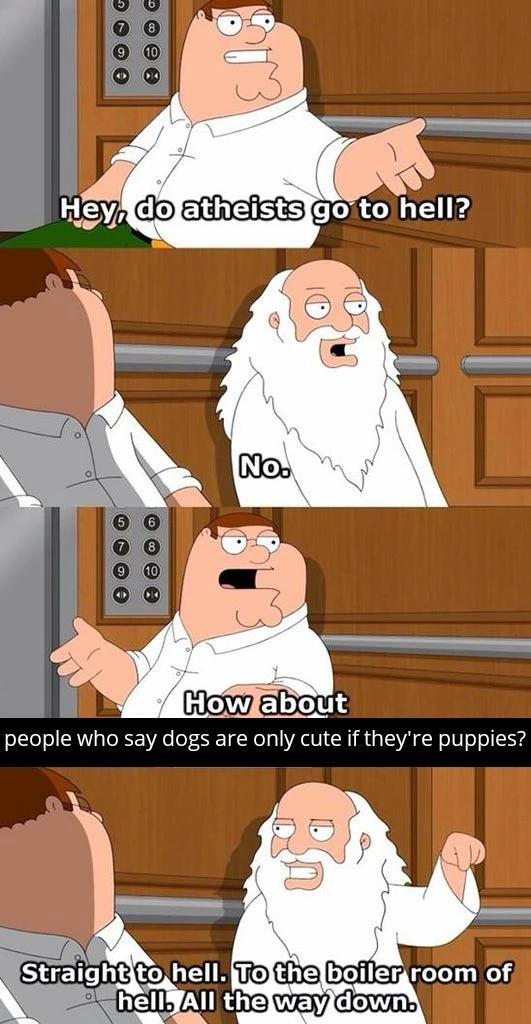 5 6
7 8
9 10
Hey, do atheists go to hell?
No.
5 6
7 8
9 10
How about
people who say dogs are only cute if they're puppies?
Straight to hell. To the boiler room of
hell. All the way down.